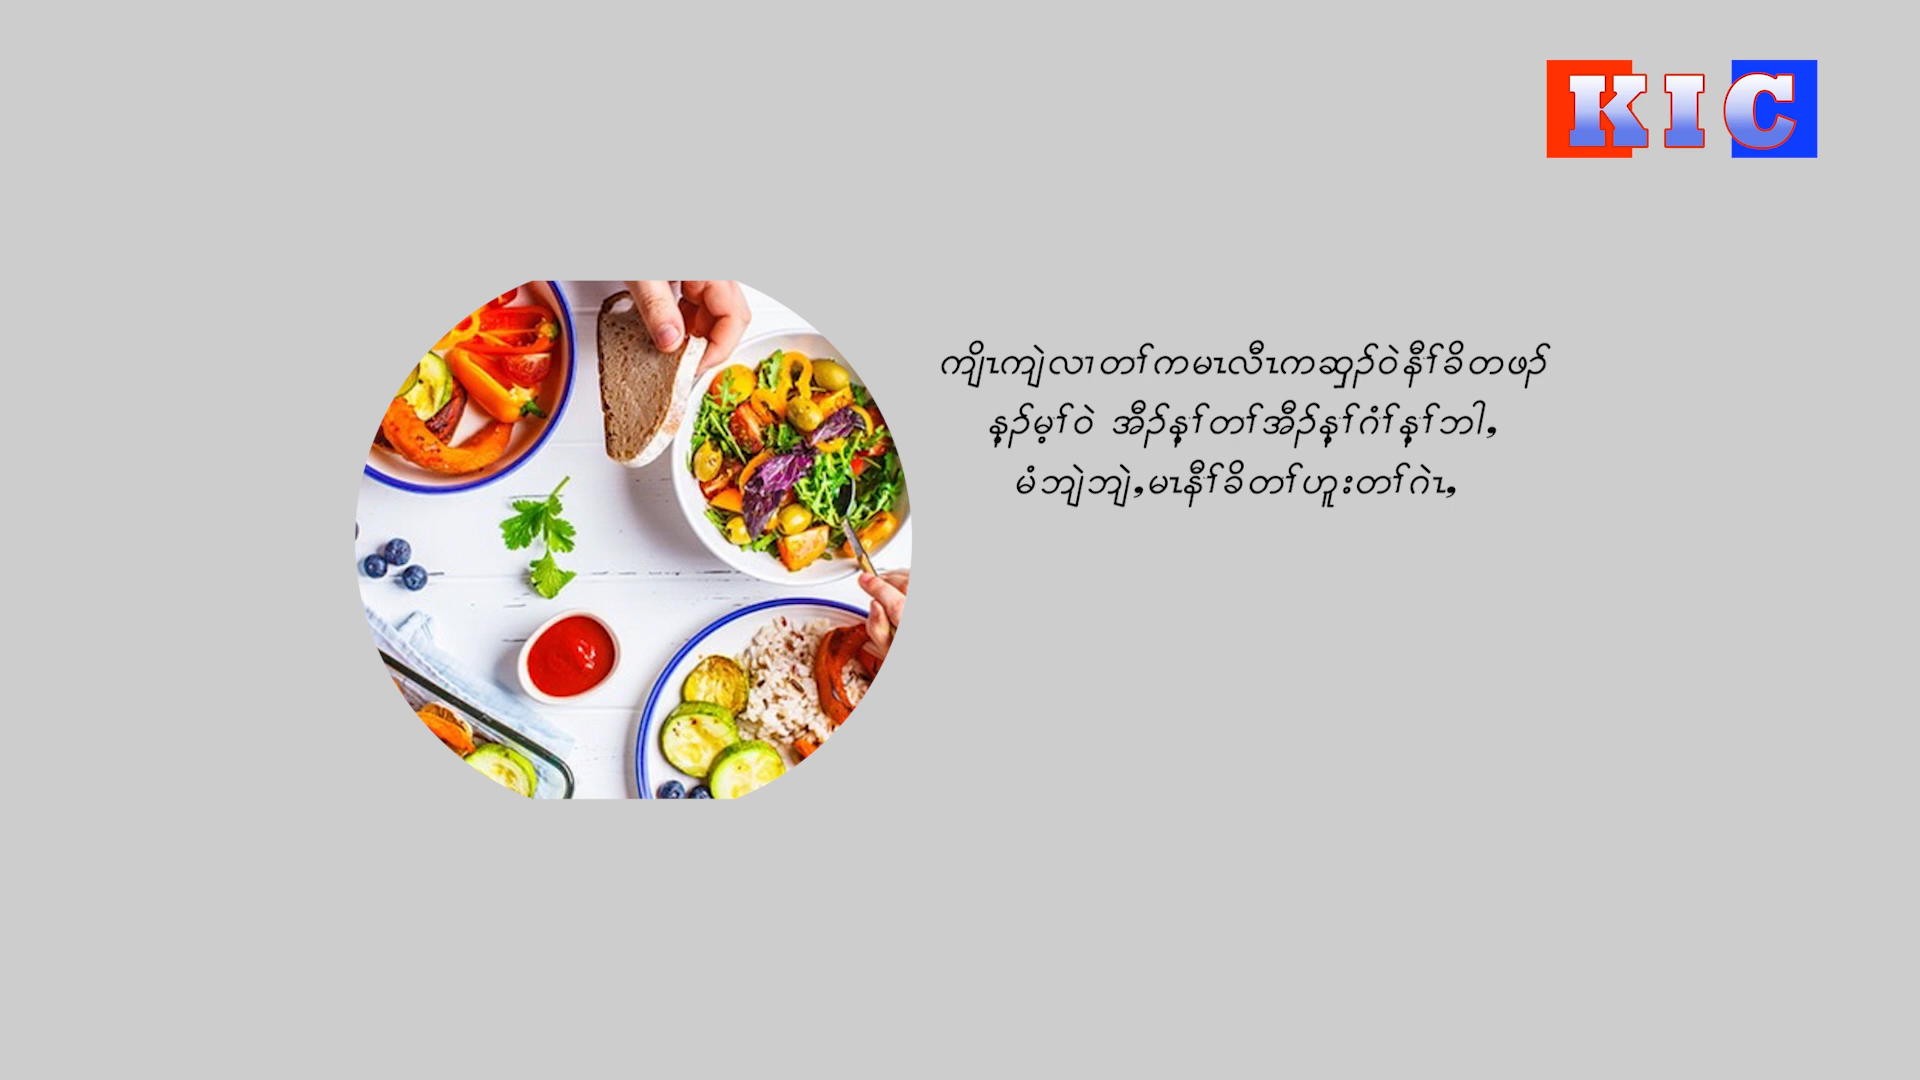 KIC
ကျိၤကျဲလၢတၢ်ကမၤလီၤကဆှၣ်ဝဲနီၢ်ခိတဖၣ်
န့ၣ်မ့ၢ်ဝဲ အီၣ်န့ၢ်တၢ်အီၣ်န့ၢ်ဂံၢ်န့ၢ်ဘါ,
မံဘျဲဘျဲ,မၤနီၢ်ခိတၢ်ဟူးတၢ်ဂဲၤ,